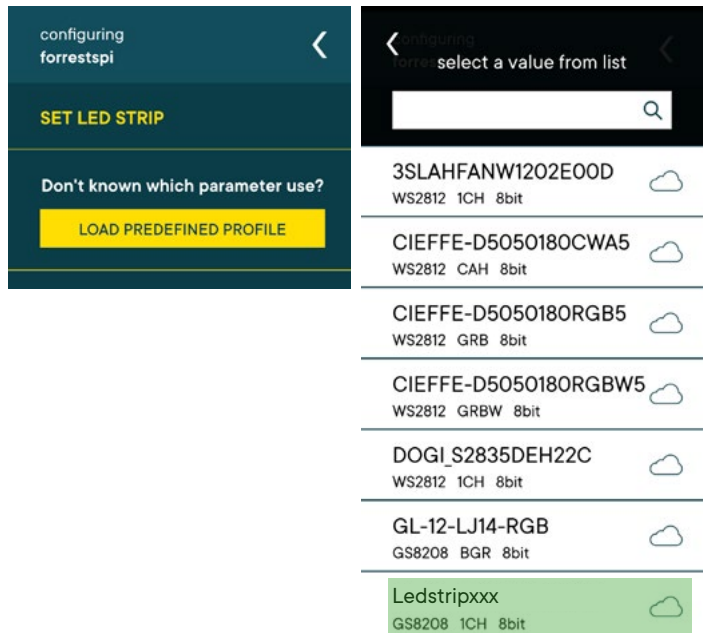 configuring
forrestspi
SET LED STRIP
Don't known which parameter use?
LOAD PREDEFINED PROFILE
configuring
forres
select a value from list
3SLAHFANW1202E00D
WS2812 1CH 8bit
CIEFFE-D5050180CWA5
WS2812 CAH 8bit
CIEFFE-D5050180RGB5
WS2812 GRB 8bit
CIEFFE-D5050180RGBW5
WS2812 GRBW 8bit
DOGI_S2835DEH22C
WS2812 1CH 8bit
GL-12-LJ14-RGB
GS8208 BGR 8bit
Ledstripxxx
GS8208 1CH 8bit